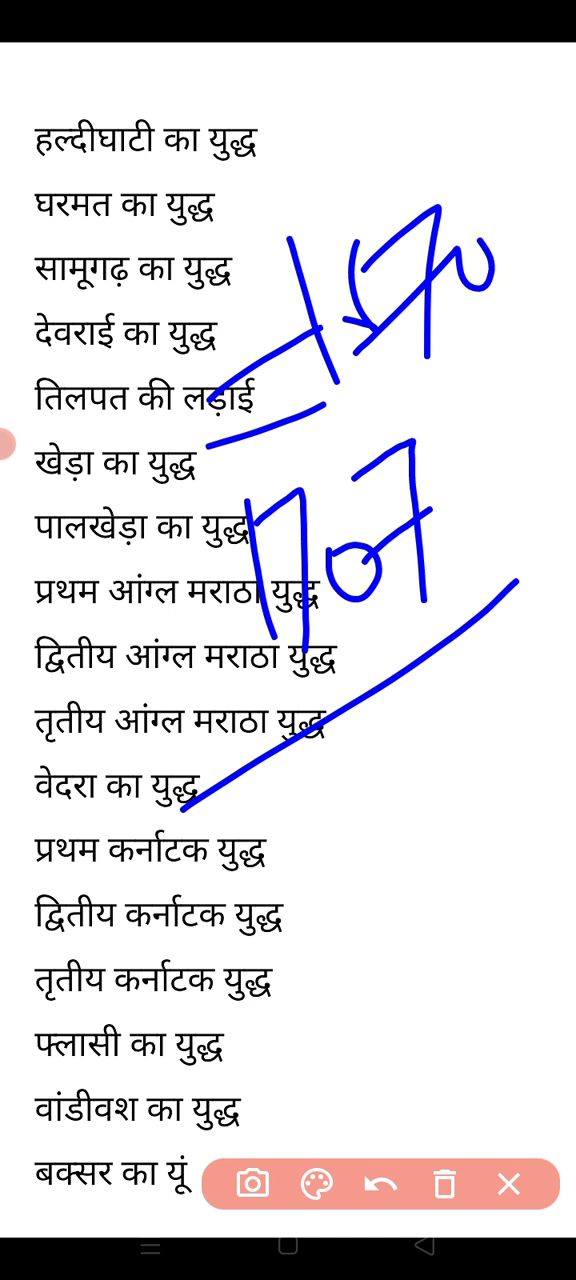 हल्दीघाटी का युद्ध
घरमत का युद्ध
सामूगढ़ का युद्ध
देवराई का युद्ध
तिलपत की लड़ाई
खेड़ा का युद्ध
पालखेड़ा का युद्ध
प्रथम आंग्ल मराठा युद्ध
द्वितीय आंग्ल मराठा युद्ध
तृतीय आंग्ल मराठा युद्ध
वेदरा का युद्ध
प्रथम कर्नाटक युद्ध
द्वितीय कर्नाटक युद्ध
तृतीय कर्नाटक युद्ध
फ्लासी का युद्ध
वांडीवश का युद्ध
बक्सर का यूं
1707